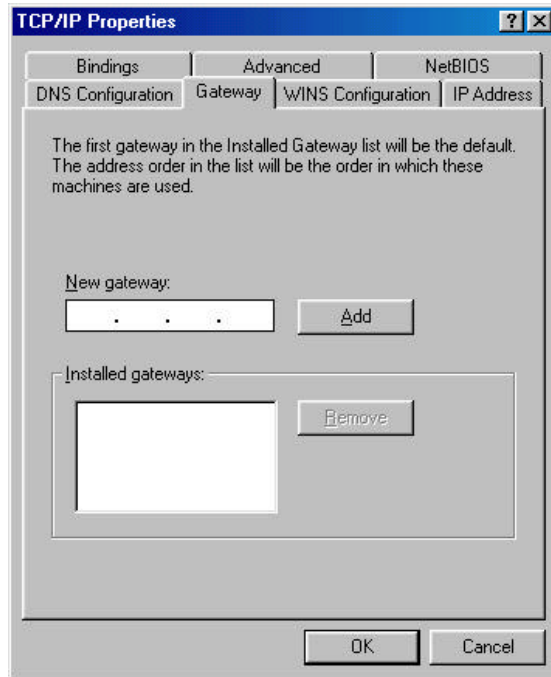 TCP/IP Properties
? ×
Bindings
Advanced
NetBIOS
DNS Configuration
Gateway
WINS Configuration
IP Address
The first gateway in the Installed Gateway list will be the default.
The address order in the list will be the order in which these
machines are used.
New gateway:
. . .
Add
Installed gateways:
Remove
OK
Cancel